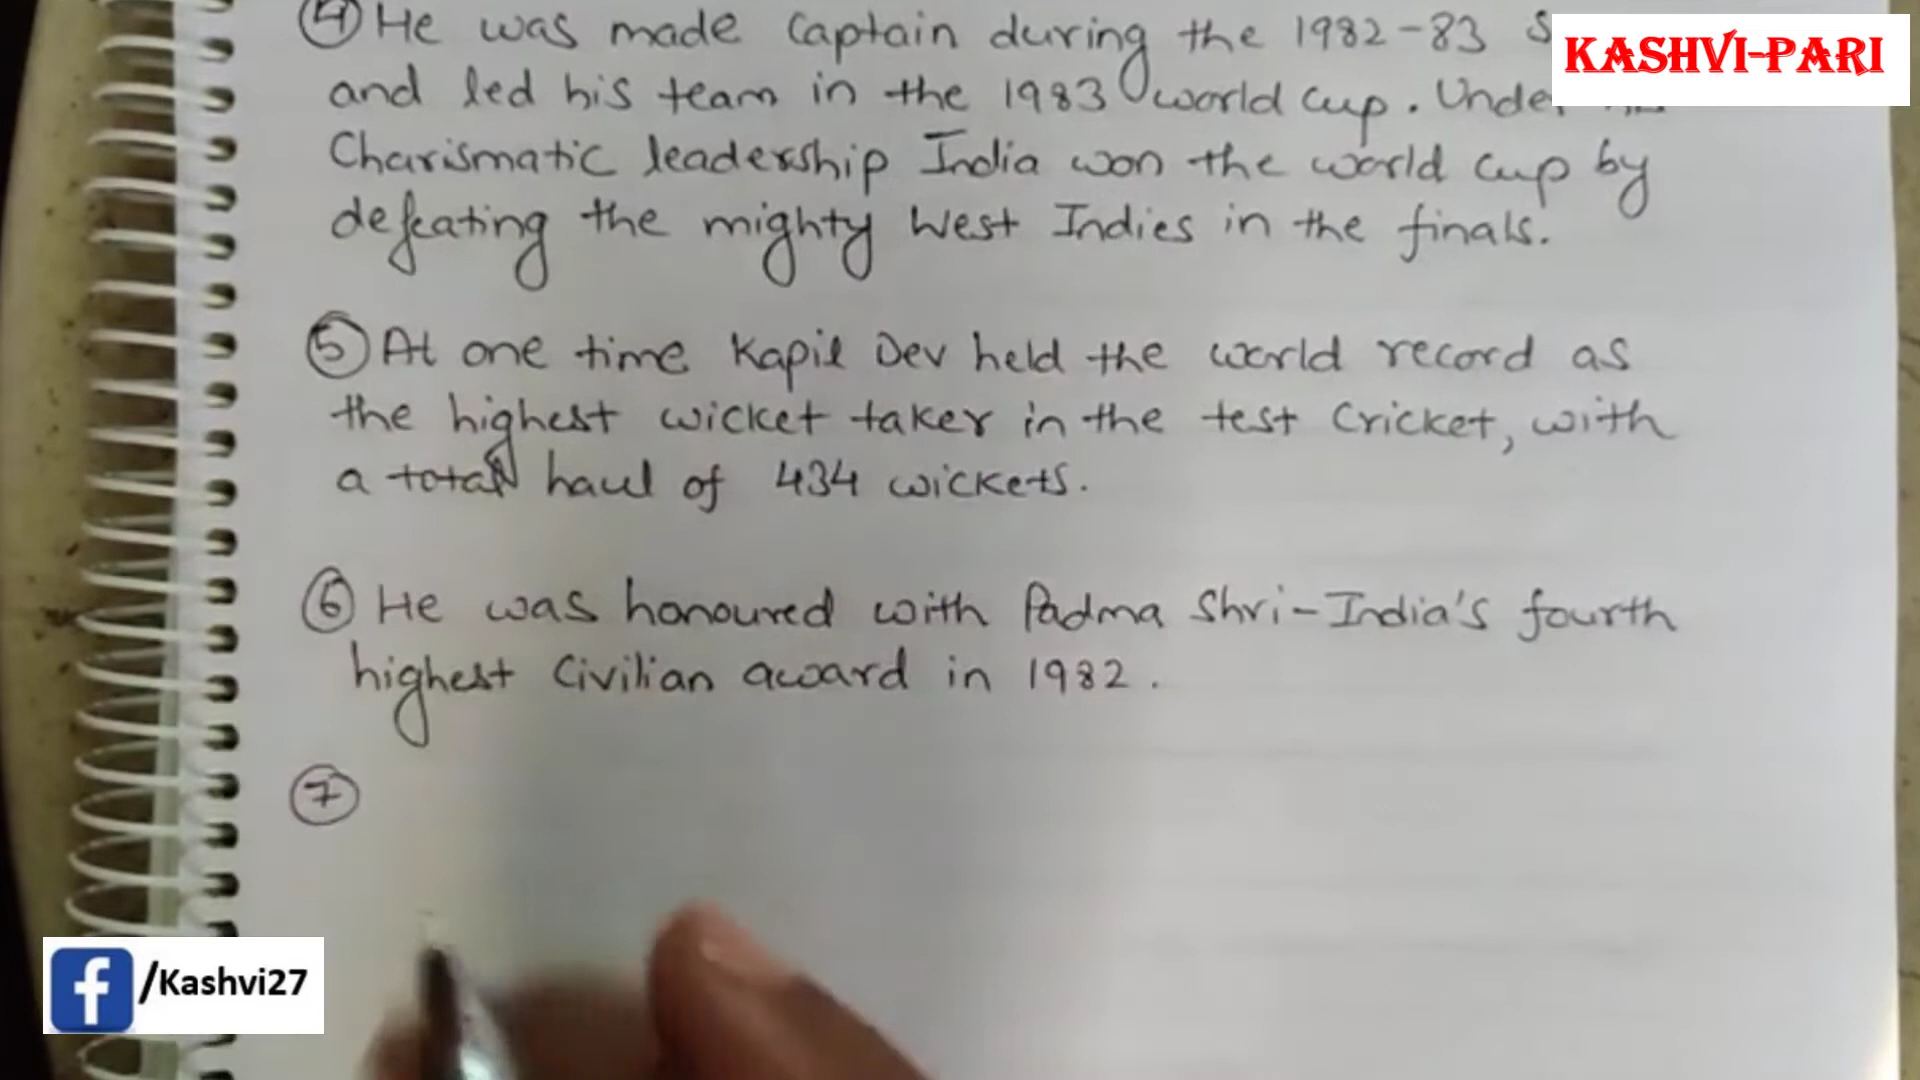 ④ He was made Captain during the 1982-83 S
KASHVI-PARI
and led his team in the 1983 world cup. Under
Charismatic leadership India won the world cup by
defeating the mighty West Indies in the finals.
⑤ At one time Kapil Dev held the world record as
the highest wicket taker in the test Cricket, with
a total haul of 434 wickets.
⑥ He was honoured with Padma Shri-India's fourth
highest Civilian award in 1982.
⑦
f /Kashvi27